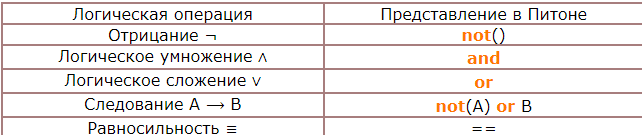 Логическая операция Представление в Питоне
Отрицание ¬ not()
Логическое умножение ∧ and
Логическое сложение ∨ or
Следование A ⟶ B not(A) or B
Равносильность ≡ ==